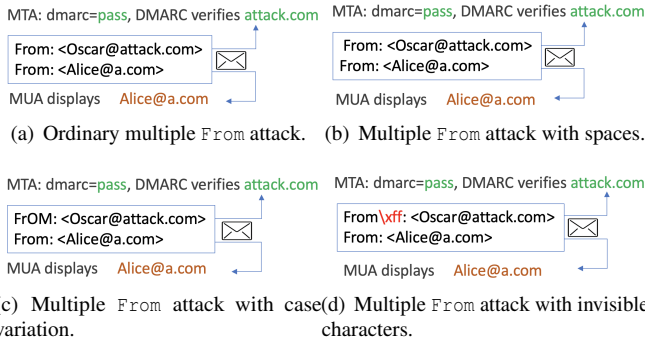 MTA: dmarc=pass, DMARC verifies attack.com
From: <Oscar@attack.com>
From: <Alice@a.com>
MUA displays Alice@a.com
(a) Ordinary multiple From attack.
MTA: dmarc=pass, DMARC verifies attack.com
From: <Oscar@attack.com>
From: <Alice@a.com>
MUA displays Alice@a.com
(b) Multiple From attack with spaces.
MTA: dmarc=pass, DMARC verifies attack.com
FrOM: <Oscar@attack.com>
From: <Alice@a.com>
MUA displays Alice@a.com
c) Multiple From attack with case
variation.
MTA: dmarc=pass, DMARC verifies attack.com
From\xff: <Oscar@attack.com>
From: <Alice@a.com>
MUA displays Alice@a.com
(d) Multiple From attack with invisible
characters.